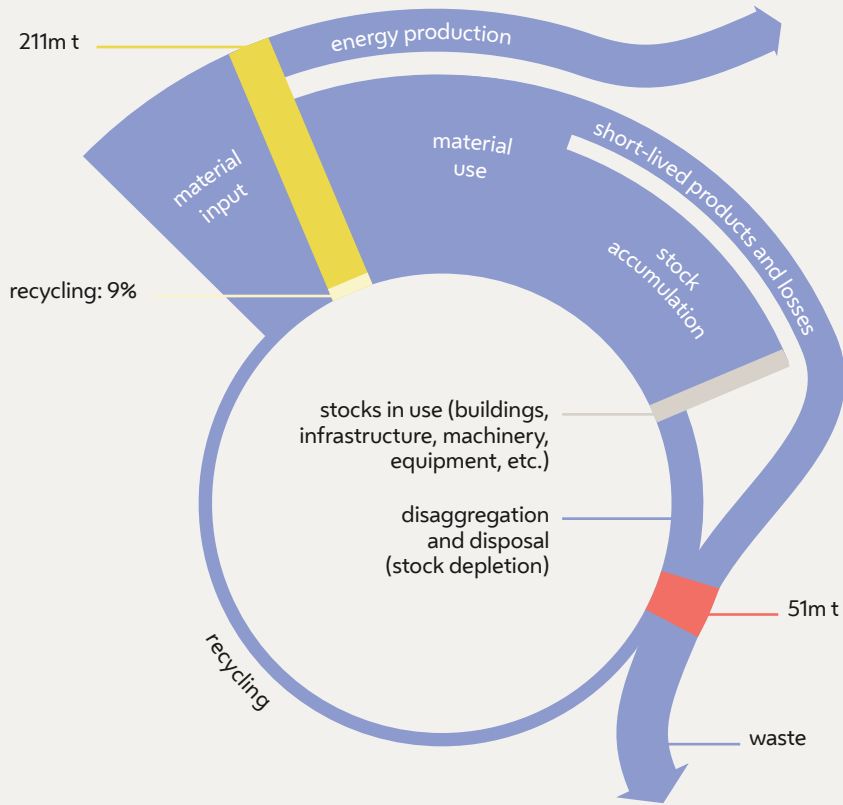 211m t
energy production
material
input
material
use
short-lived products and losses
stock
accumulation
recycling: 9%
stocks in use (buildings,
infrastructure, machinery,
equipment, etc.)
disaggregation
and disposal
(stock depletion)
51m t
recycling
waste